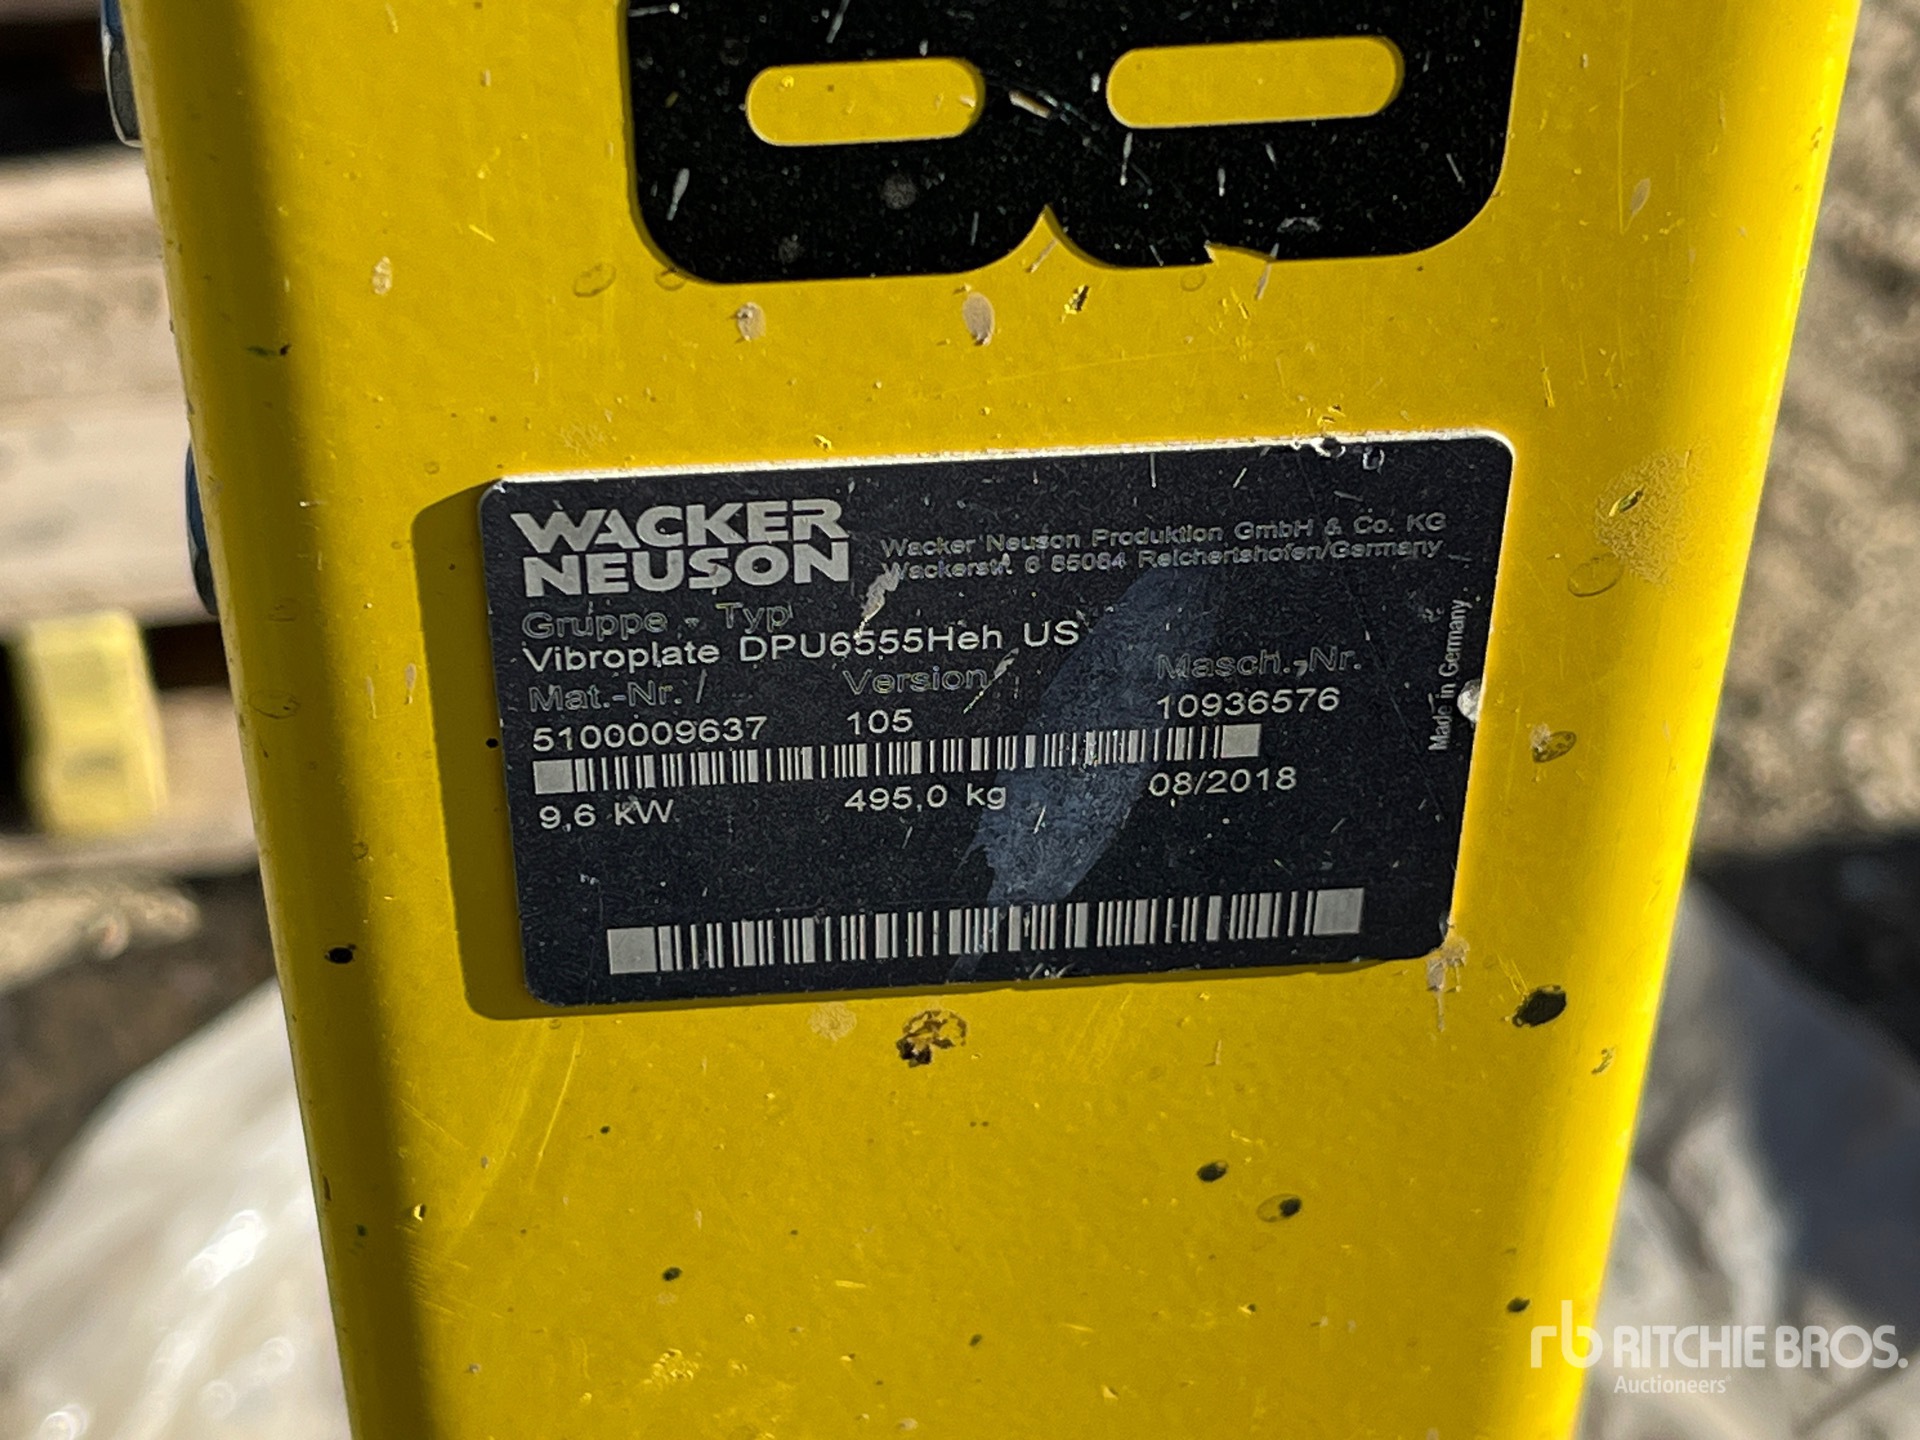 WACKER
NEUSON
Wacker Neuson Produktion GmbH & Co. KG
Wackerstr. 6 85084 Reichertshofen/Germany
Gruppe - Typ
Vibroplate DPU6555Heh US
Mat.-Nr. Version Masch.-Nr.
5100009637 105 10936576
9,6 kW 495,0 kg 08/2018
Made in Germany
rb RITCHIE BROS.
Auctioneers